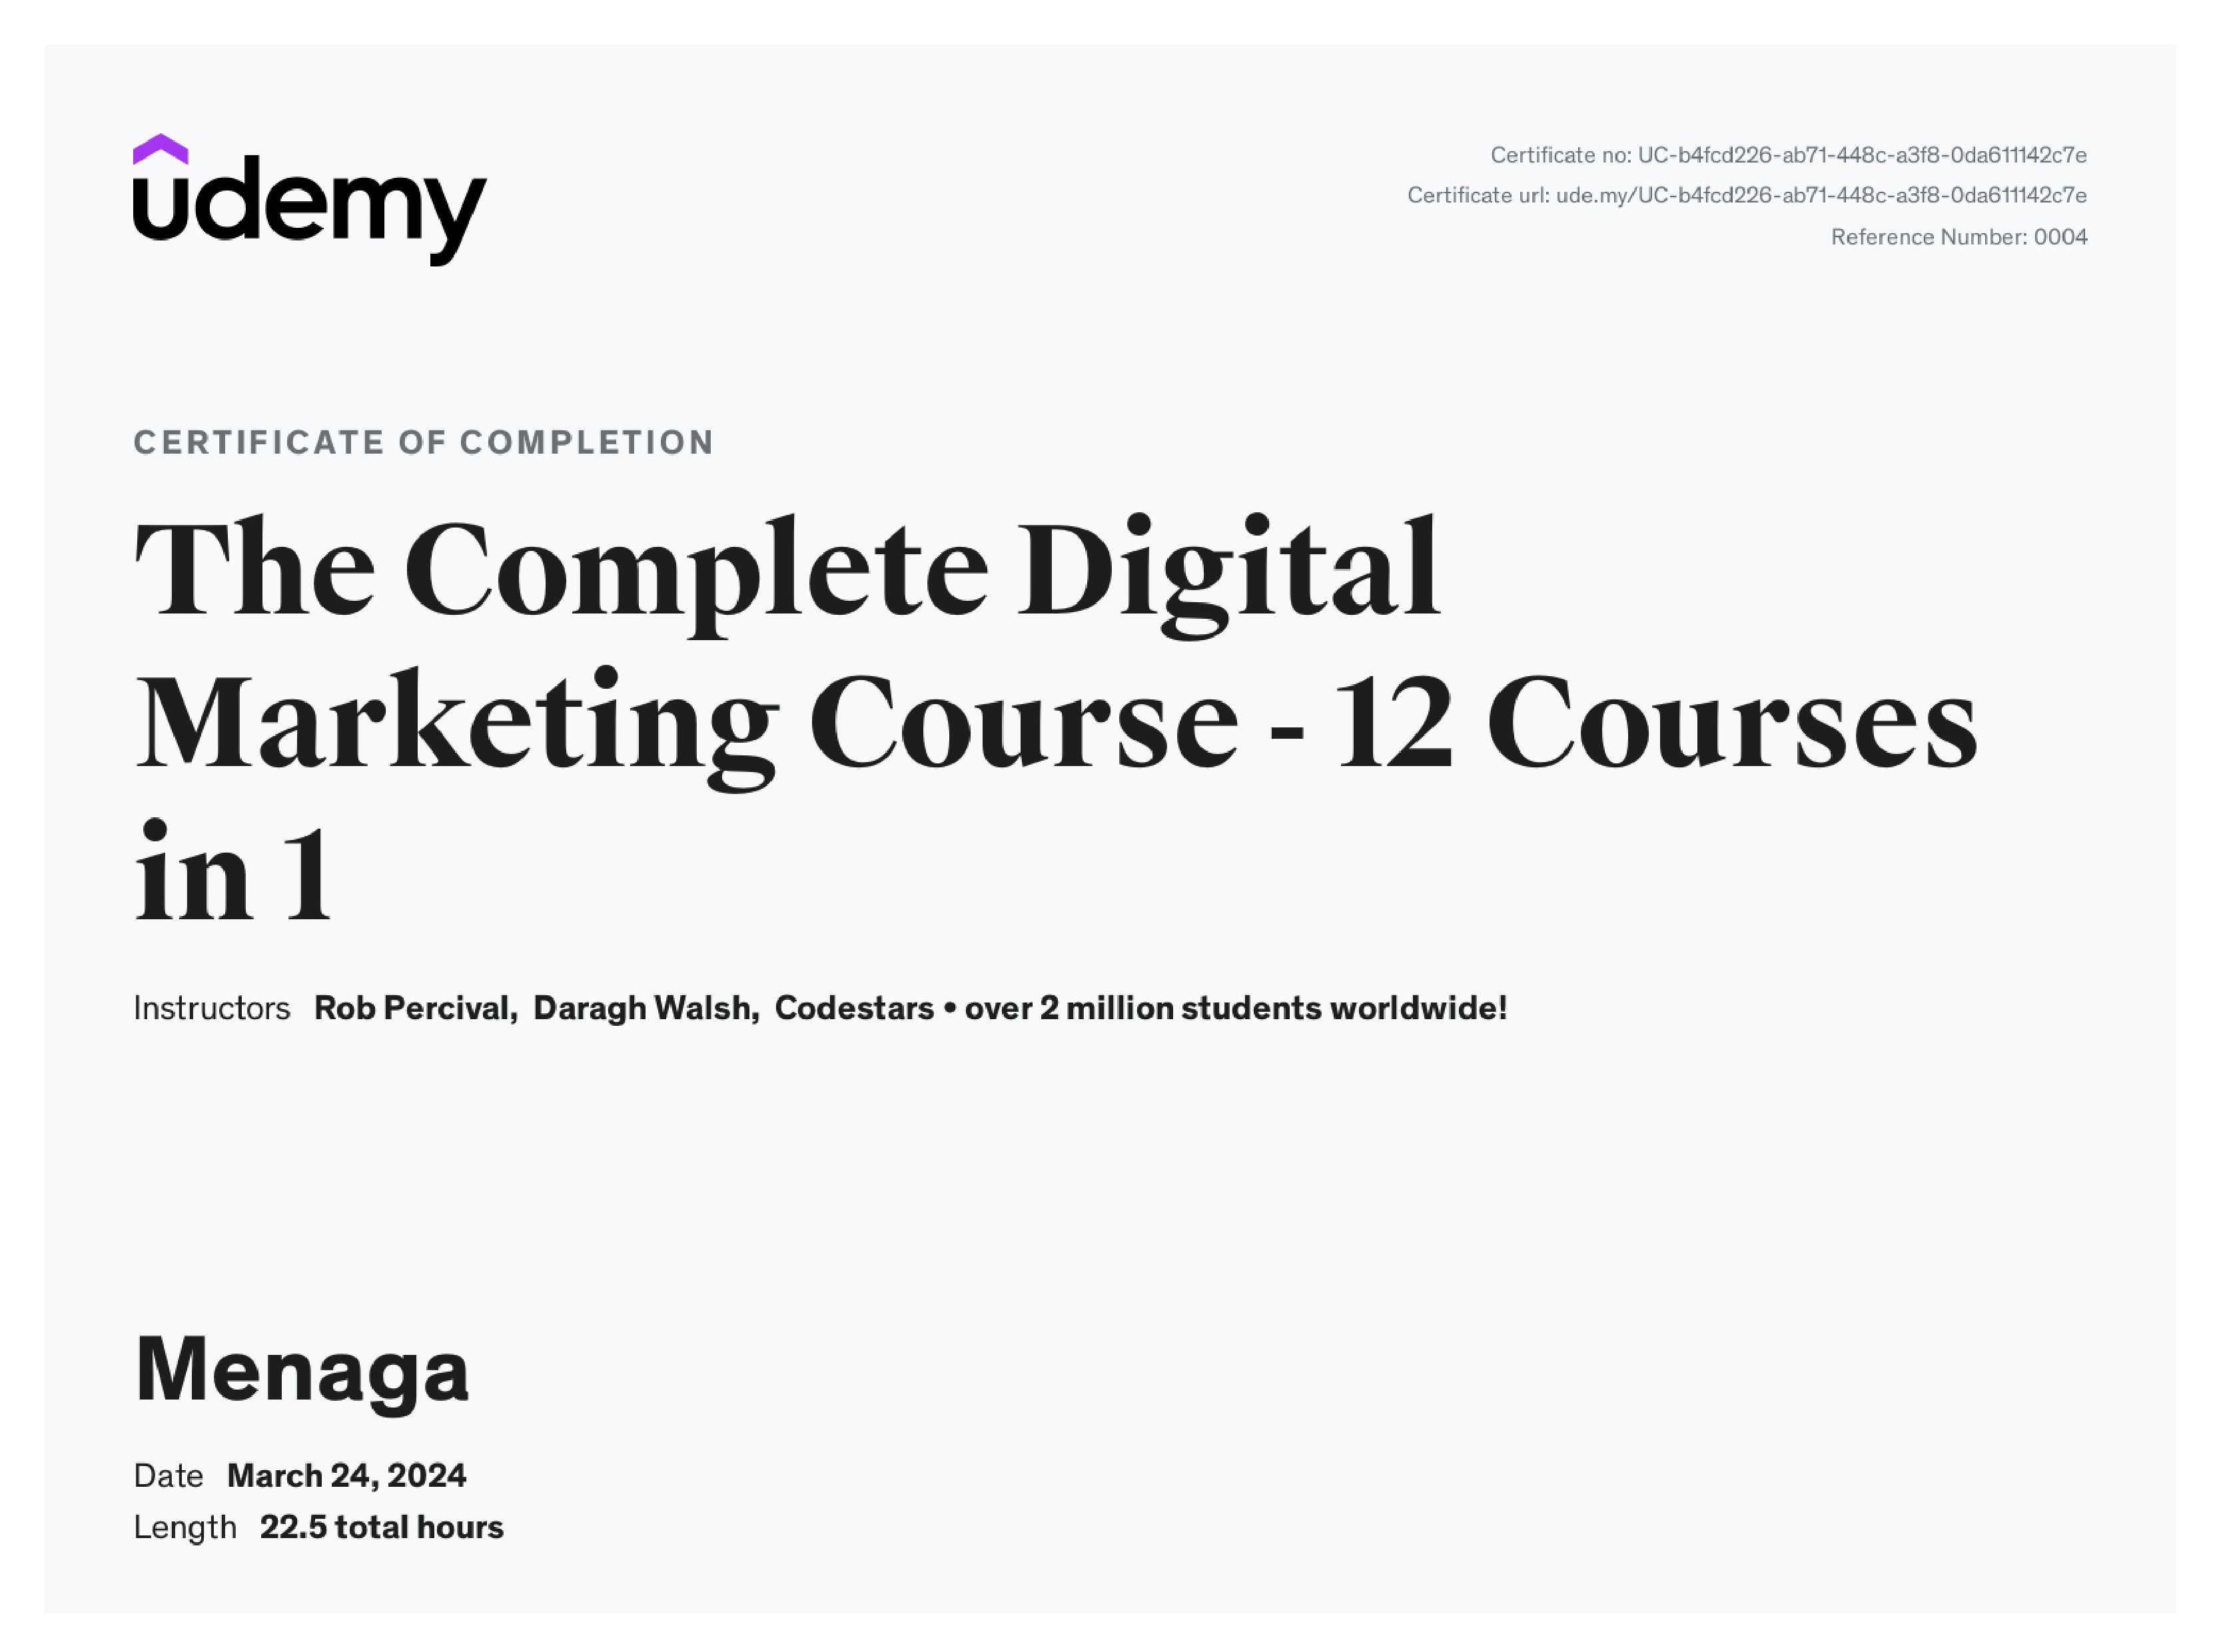 udemy
Certificate no: UC-b4fcd226-ab71-448c-a3f8-0da611142c7e
Certificate url: ude.my/UC-b4fcd226-ab71-448c-a3f8-0da611142c7e
Reference Number: 0004
CERTIFICATE OF COMPLETION
The Complete Digital
Marketing Course - 12 Courses
in 1
Instructors Rob Percival, Daragh Walsh, Codestars • over 2 million students worldwide!
Menaga
Date March 24, 2024
Length 22.5 total hours